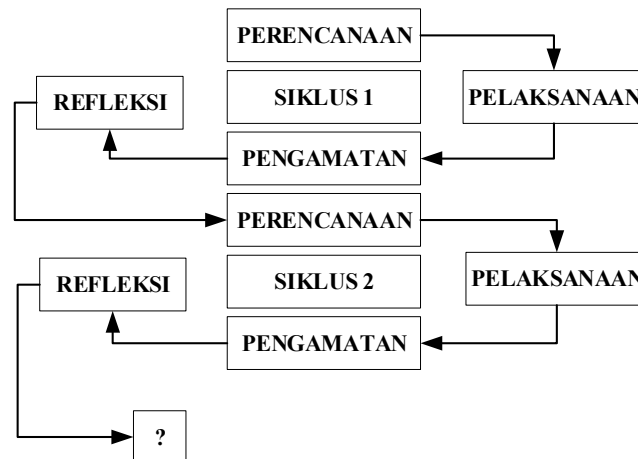 PERENCANAAN
SIKLUS 1
REFLEKSI
PELAKSANAAN
PENGAMATAN
PERENCANAAN
SIKLUS 2
REFLEKSI
PELAKSANAAN
PENGAMATAN
?